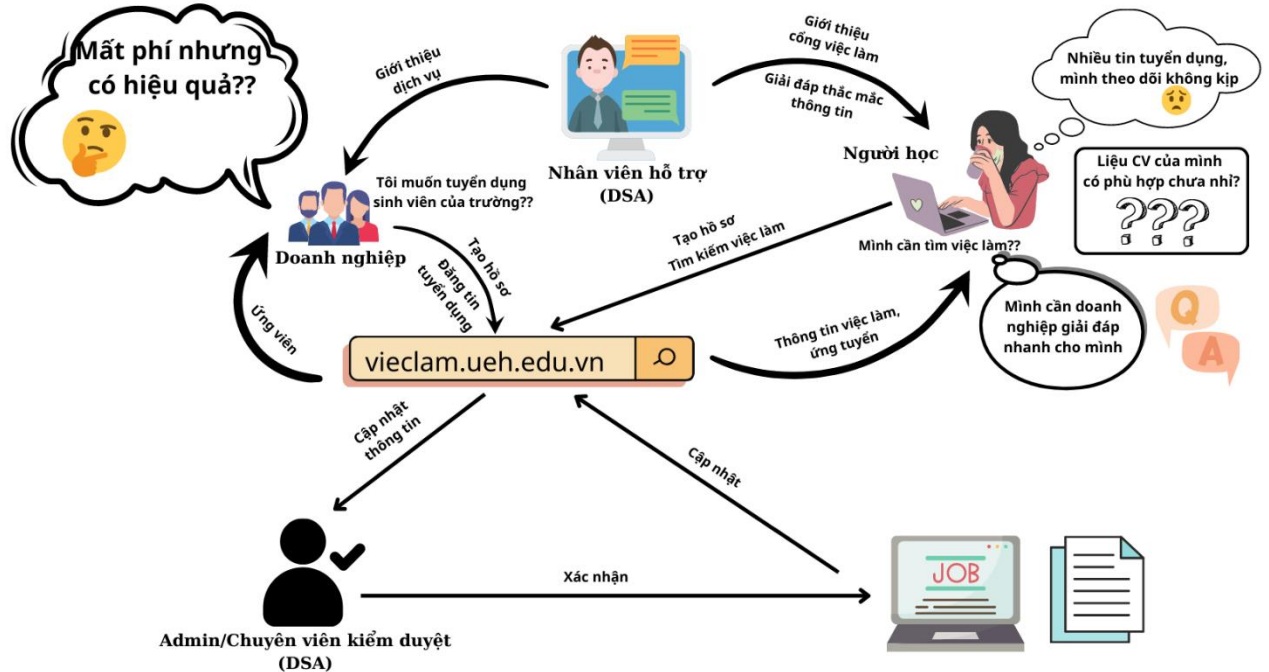 Mất phí nhưng
có hiệu quả??
Giới thiệu
dịch vụ
Nhân viên hỗ trợ
(DSA)
Giới thiệu
cổng việc làm
Giải đáp thắc mắc
thông tin
Nhiều tin tuyển dụng,
mình theo dõi không kịp
Người học
Liệu CV của mình
có phù hợp chưa nhỉ?
???
Mình cần tìm việc làm??
Mình cần doanh
nghiệp giải đáp
nhanh cho mình
Q
A
Tôi muốn tuyển dụng
sinh viên của trường??
Doanh nghiệp
Tạo hồ sơ
Đăng tin
tuyển dụng
Tạo hồ sơ
Tìm kiếm việc làm
Ứng viên
Thông tin việc làm,
ứng tuyển
vieclam.ueh.edu.vn
Cập nhật
thông tin
Cập nhật
Xác nhận
JOB
Admin/Chuyên viên kiểm duyệt
(DSA)